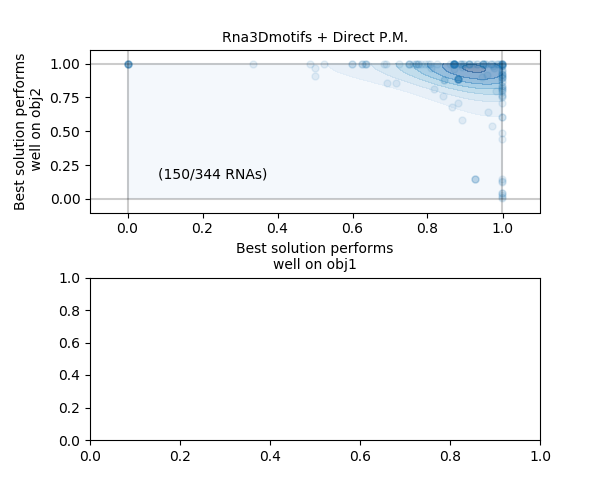 Rna3Dmotifs + Direct P.M.
Best solution performs
well on obj2
1.00
0.75
0.50
0.25
0.00
(150/344 RNAs)
0.0 0.2 0.4 0.6 0.8 1.0
Best solution performs
well on obj1
1.0
0.8
0.6
0.4
0.2
0.0
0.0 0.2 0.4 0.6 0.8 1.0